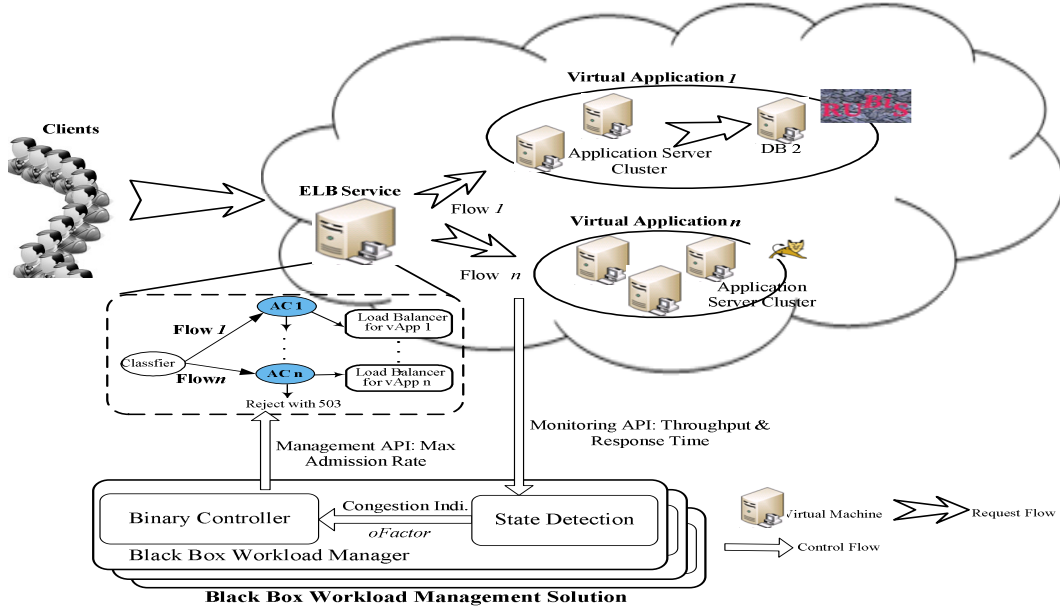 Virtual Application 1
RUBiS
Clients
DB 2
Application Server
Cluster
ELB Service
Flow 1
Virtual Application n
Flow n
Application
Server Cluster
AC 1
Load Balancer
for vApp 1
Flow 1
Classfier
Flown
AC n
Load Balancer
for vApp n
Reject with 503
Monitoring API: Throughput &
Response Time
Management API: Max
Admission Rate
Binary Controller
Congestion Indi.
oFactor
State Detection
Black Box Workload Manager
Black Box Workload Management Solution
Virtual Machine
Request Flow
Control Flow